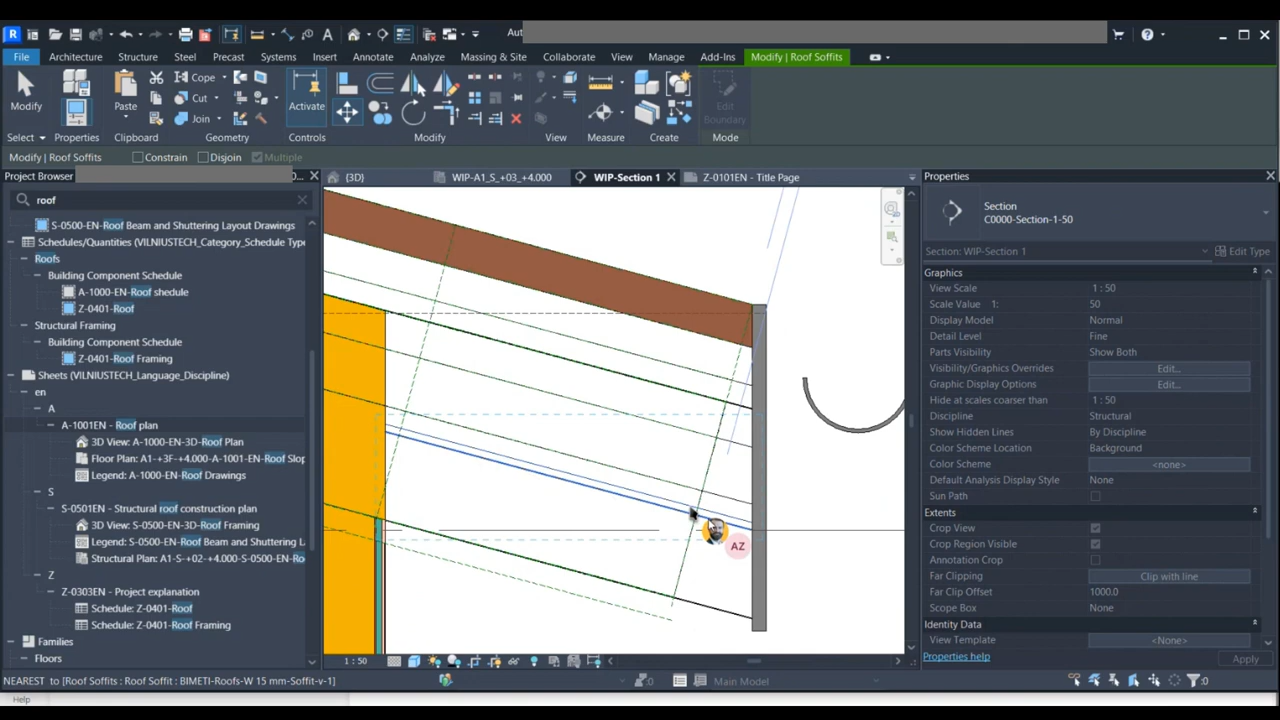 Aut
File Architecture Structure Steel Precast Systems Insert Annotate Analyze Massing & Site Collaborate View Manage Add-Ins Modify | Roof Soffits
Modify Paste Cope Cut Join Activate Edit Boundary
Select Properties Clipboard Geometry Controls Modify View Measure Create Mode
Modify | Roof Soffits Constrain Disjoin Multiple
Project Browser 0...
{3D} WIP-A1_S_+03_+4.000 WIP-Section 1 Z-0101EN - Title Page
roof
S-0500-EN-Roof Beam and Shuttering Layout Drawings
Schedules/Quantities (VILNIUSTECH_Category_Schedule Type
Roofs
Building Component Schedule
A-1000-EN-Roof shedule
Z-0401-Roof
Structural Framing
Building Component Schedule
Z-0401-Roof Framing
Sheets (VILNIUSTECH_Language_Discipline)
en
A
A-1001EN - Roof plan
3D View: A-1000-EN-3D-Roof Plan
Floor Plan: A1-+3F-+4.000-A-1001-EN-Roof Slop
Legend: A-1000-EN-Roof Drawings
S
S-0501EN - Structural roof construction plan
3D View: S-0500-EN-3D-Roof Framing
Legend: S-0500-EN-Roof Beam and Shuttering La
Structural Plan: A1-S-+02-+4.000-S-0500-EN-Ro
Z
Z-0303EN - Project explanation
Schedule: Z-0401-Roof
Schedule: Z-0401-Roof Framing
Families
Floors
AZ
Properties
Section
C0000-Section-1-50
Section: WIP-Section 1 Edit Type
Graphics
View Scale 1 : 50
Scale Value 1: 50
Display Model Normal
Detail Level Fine
Parts Visibility Show Both
Visibility/Graphics Overrides Edit...
Graphic Display Options Edit...
Hide at scales coarser than 1 : 50
Discipline Structural
Show Hidden Lines By Discipline
Color Scheme Location Background
Color Scheme <none>
Default Analysis Display Style None
Sun Path
Extents
Crop View
Crop Region Visible
Annotation Crop
Far Clipping Clip with line
Far Clip Offset 1000.0
Scope Box None
Identity Data
View Template <None>
Properties help Apply
1 : 50
NEAREST to [Roof Soffits : Roof Soffit : BIMETI-Roofs-W 15 mm-Soffit-v-1] :0 Main Model :0
Help